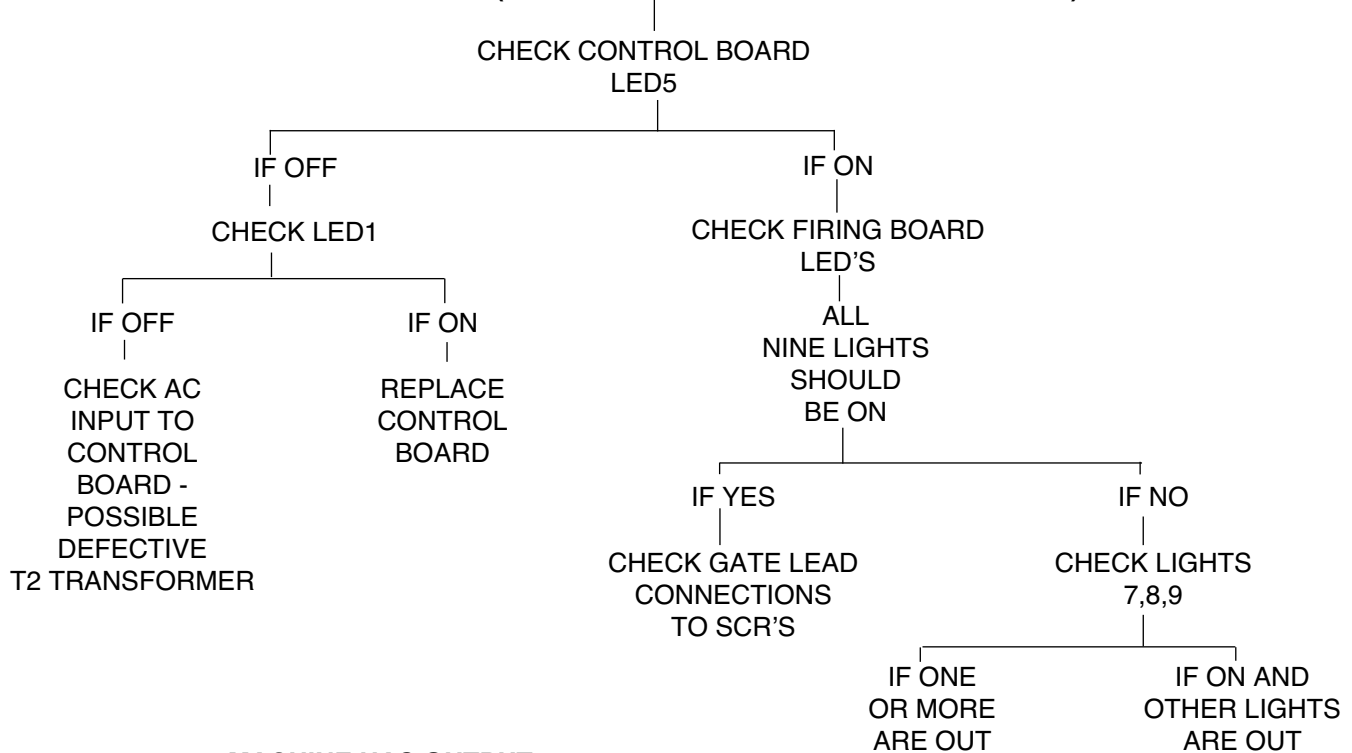 CHECK CONTROL BOARD
LED5
IF OFF
IF ON
CHECK LED1
CHECK FIRING BOARD
LED'S
IF OFF
IF ON
ALL
NINE LIGHTS
SHOULD
BE ON
CHECK AC
INPUT TO
CONTROL
BOARD -
POSSIBLE
DEFECTIVE
T2 TRANSFORMER
REPLACE
CONTROL
BOARD
IF YES
IF NO
CHECK GATE LEAD
CONNECTIONS
TO SCR'S
CHECK LIGHTS
7,8,9
IF ONE
OR MORE
ARE OUT
IF ON AND
OTHER LIGHTS
ARE OUT